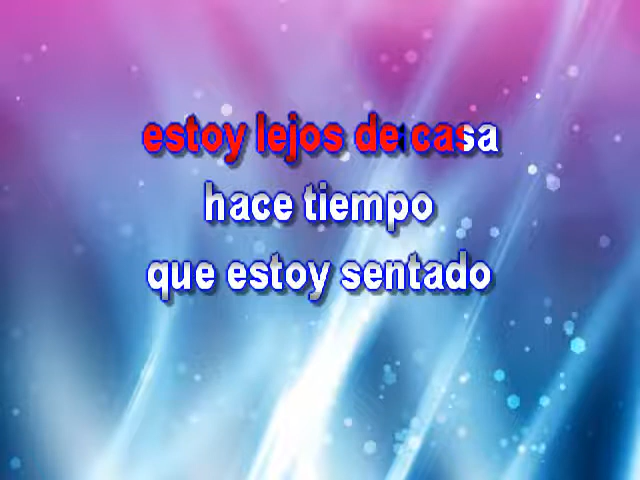 estoy lejos de casa
hace tiempo
que estoy sentado